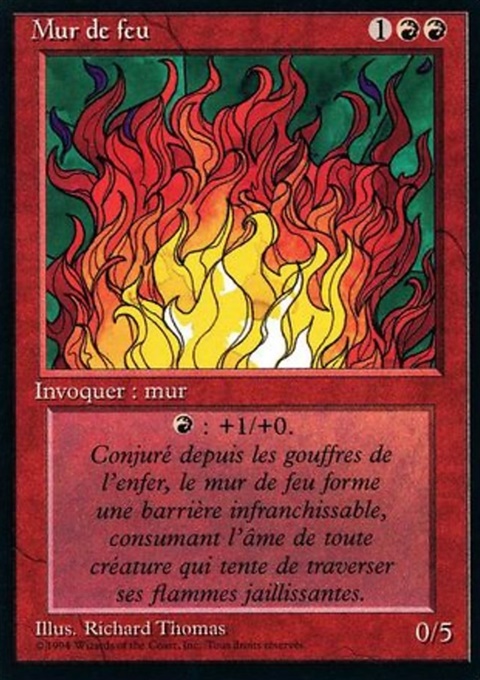 Mur de feu 1
Invoquer : mur
: +1/+0.
Conjuré depuis les gouffres de
l'enfer, le mur de feu forme
une barrière infranchissable,
consumant l'âme de toute
créature qui tente de traverser
ses flammes jaillissantes.
Illus. Richard Thomas
0/5
©1994 Wizards of the Coast, Inc. Tous droits réservés.